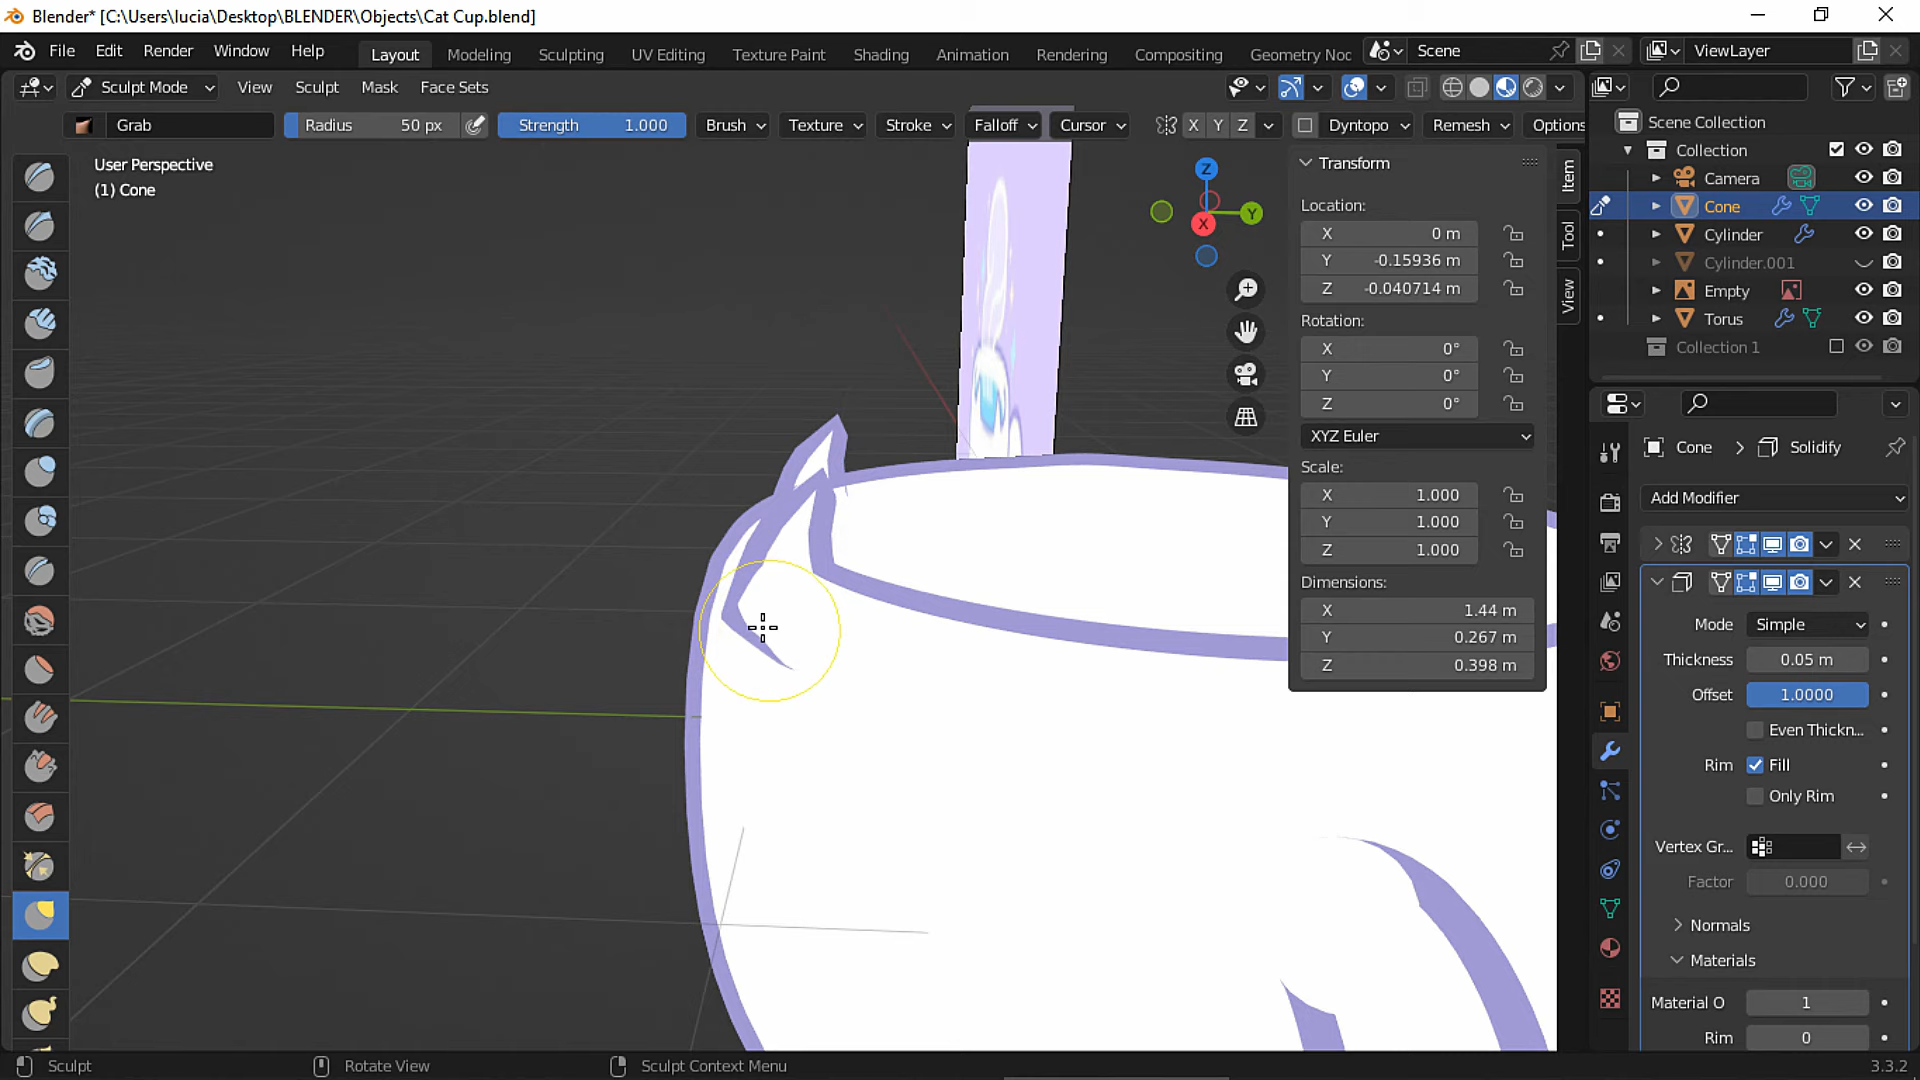 Blender* [C:\Users\lucia\Desktop\BLENDER\Objects\Cat Cup.blend]
File Edit Render Window Help Layout Modeling Sculpting UV Editing Texture Paint Shading Animation Rendering Compositing Geometry Noc Scene ViewLayer
Sculpt Mode View Sculpt Mask Face Sets
Grab Radius 50 px Strength 1.000 Brush Texture Stroke Falloff Cursor X Y Z Dyntopo Remesh Options
User Perspective
(1) Cone
Z
Y
X
Item
Tool
View
Transform
Location:
X 0 m
Y -0.15936 m
Z -0.040714 m
Rotation:
X 0°
Y 0°
Z 0°
XYZ Euler
Scale:
X 1.000
Y 1.000
Z 1.000
Dimensions:
X 1.44 m
Y 0.267 m
Z 0.398 m
Scene Collection
Collection
Camera
Cone
Cylinder
Cylinder.001
Empty
Torus
Collection 1
Cone > Solidify
Add Modifier
Mode Simple
Thickness 0.05 m
Offset 1.0000
Even Thickn...
Rim Fill
Only Rim
Vertex Gr...
Factor 0.000
Normals
Materials
Material O 1
Rim 0
Sculpt Rotate View Sculpt Context Menu 3.3.2